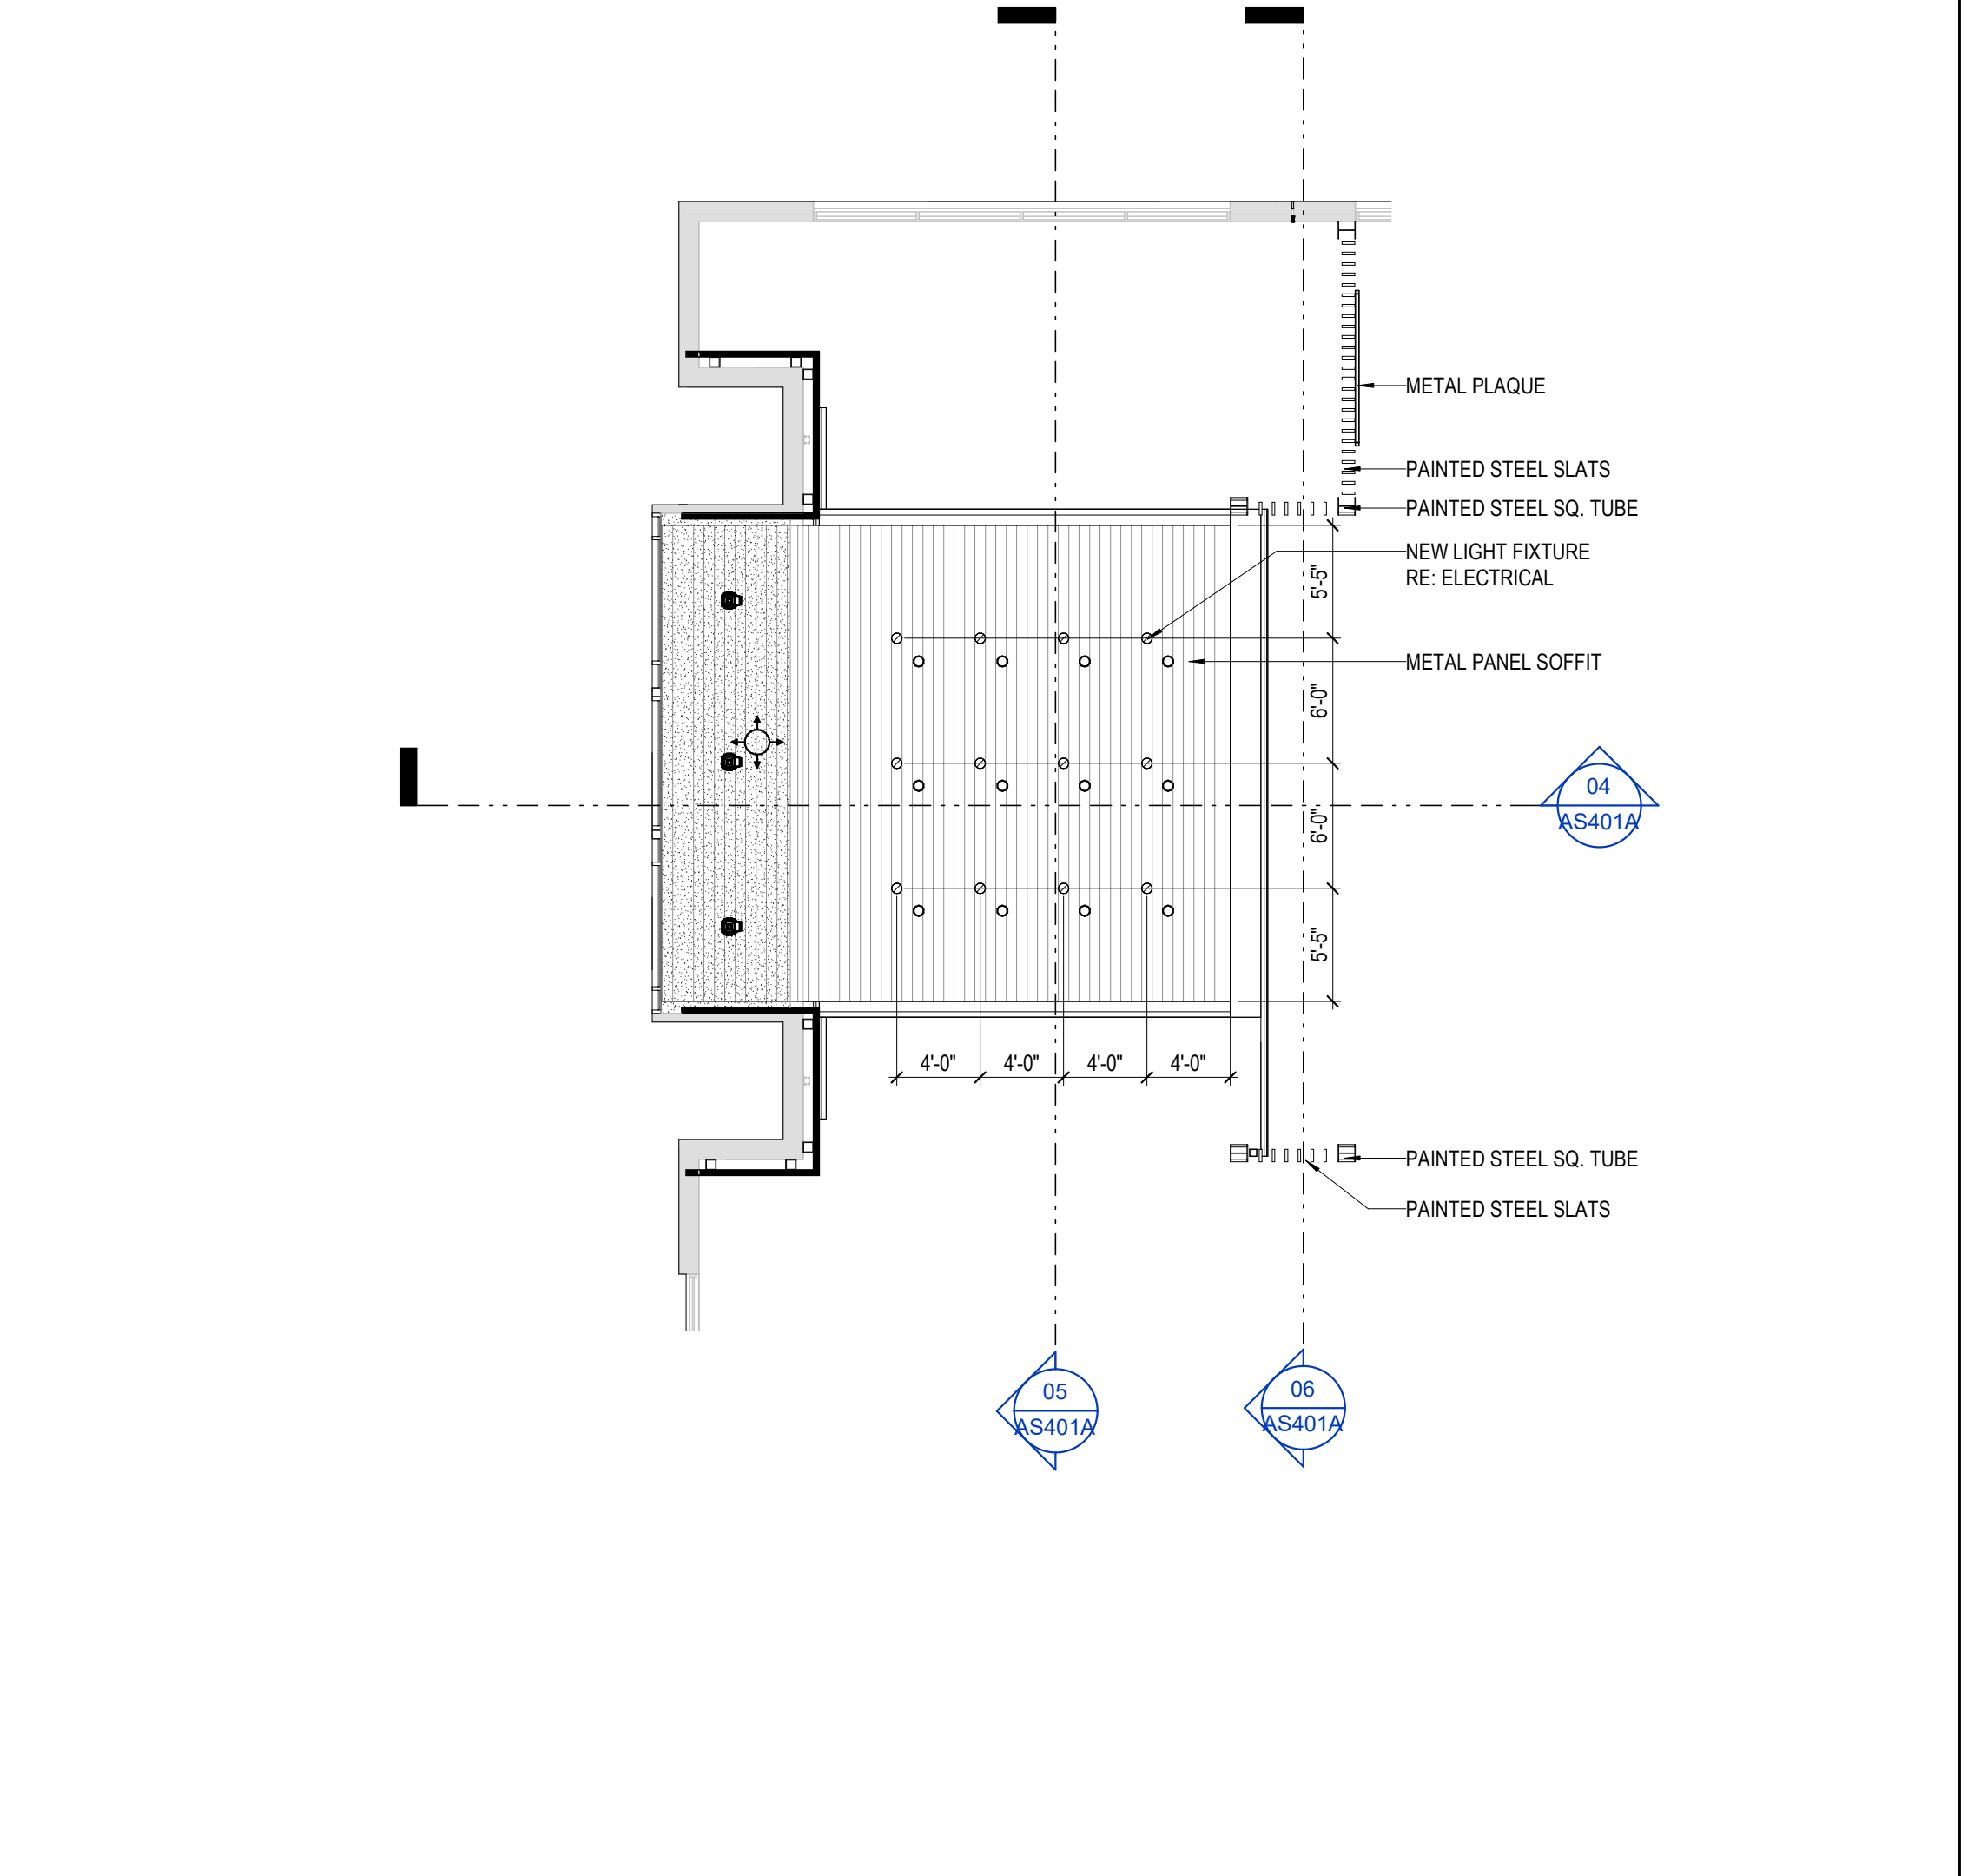 METAL PLAQUE
PAINTED STEEL SLATS
PAINTED STEEL SQ. TUBE
NEW LIGHT FIXTURE
RE: ELECTRICAL
5'-5"
METAL PANEL SOFFIT
6'-0"
04
AS401A
6'-0"
5'-5"
4'-0" 4'-0" 4'-0" 4'-0"
PAINTED STEEL SQ. TUBE
PAINTED STEEL SLATS
05
AS401A
06
AS401A